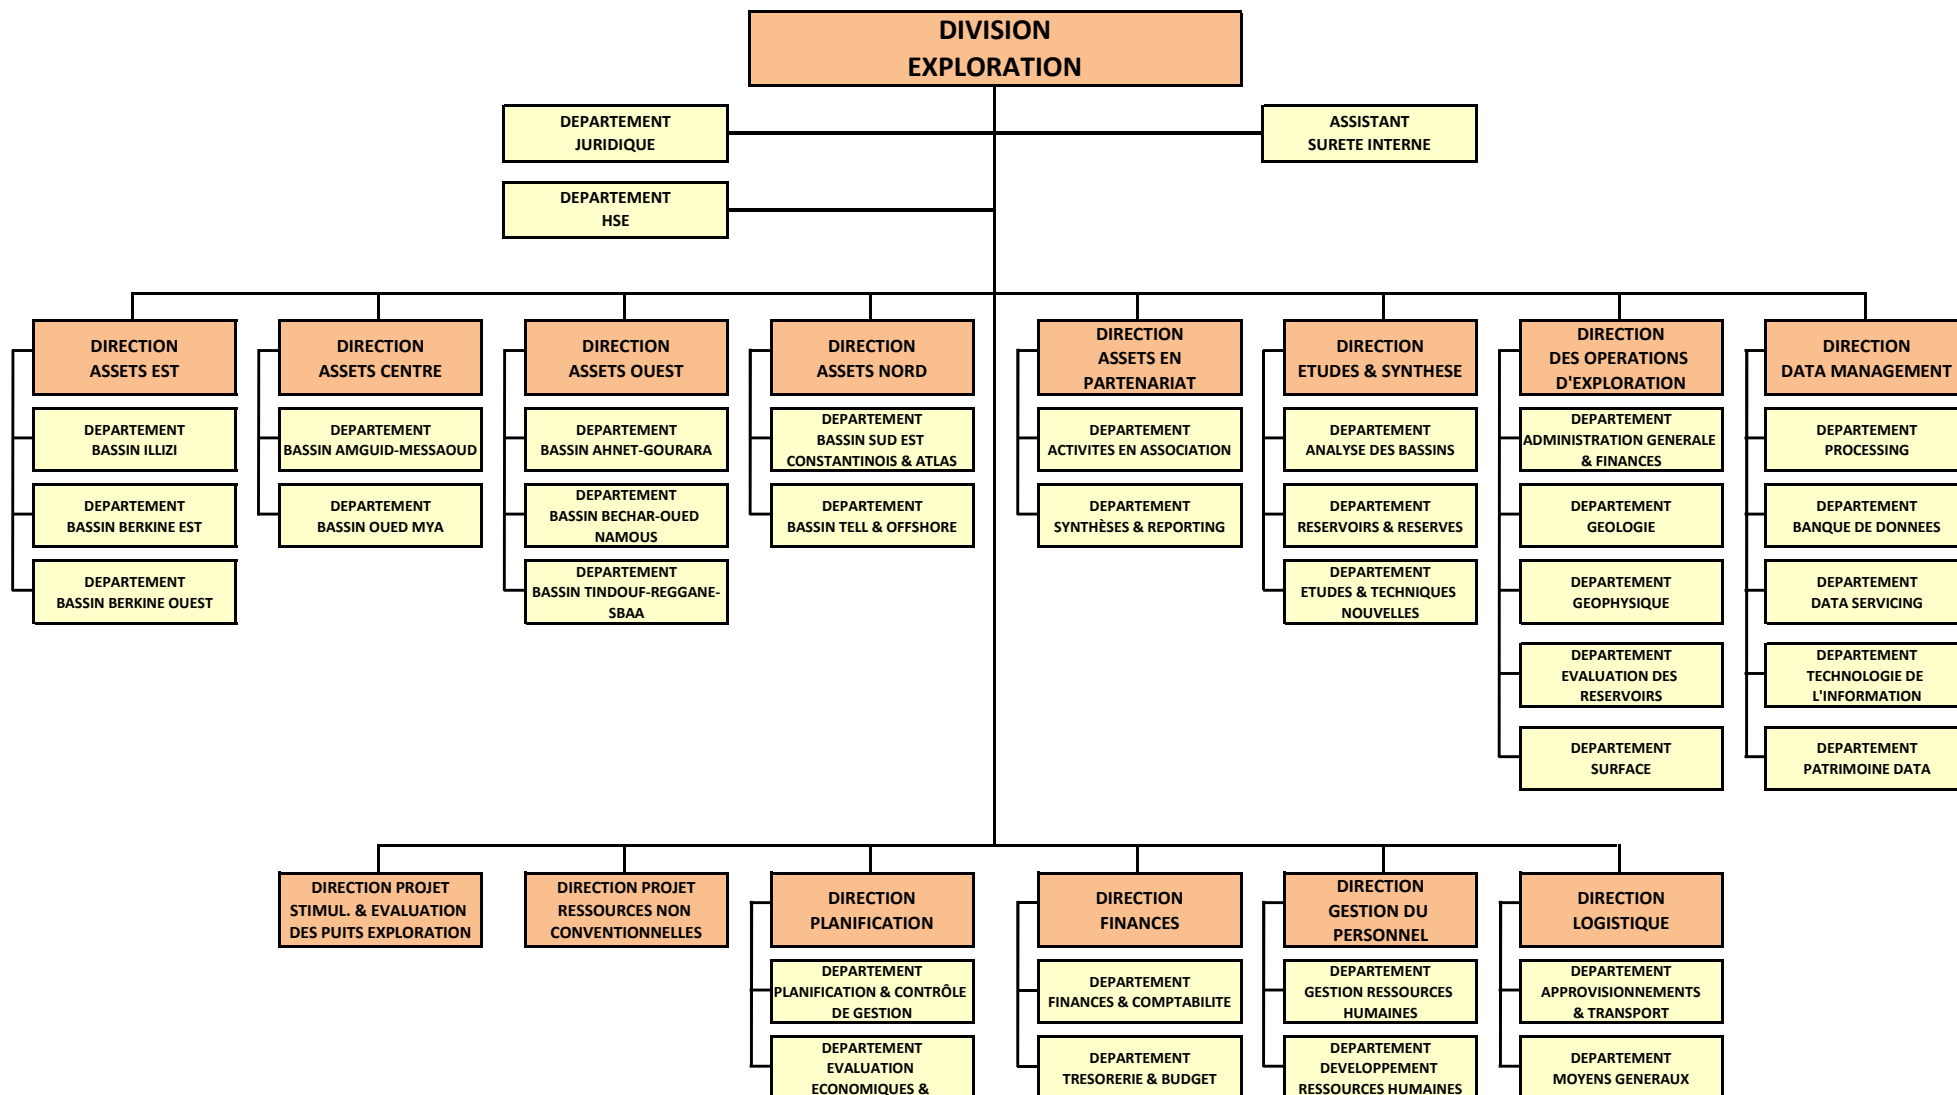 DIVISION
EXPLORATION
DEPARTEMENT
JURIDIQUE
ASSISTANT
SURETE INTERNE
DEPARTEMENT
HSE
DIRECTION
ASSETS EST
DEPARTEMENT
BASSIN ILLIZI
DEPARTEMENT
BASSIN BERKINE EST
DEPARTEMENT
BASSIN BERKINE OUEST
DIRECTION
ASSETS CENTRE
DEPARTEMENT
BASSIN AMGUID-MESSAOUD
DEPARTEMENT
BASSIN OUED MYA
DIRECTION
ASSETS OUEST
DEPARTEMENT
BASSIN AHNET-GOURARA
DEPARTEMENT
BASSIN BECHAR-OUED
NAMOUS
DEPARTEMENT
BASSIN TINDOUF-REGGANE-
SBAA
DIRECTION
ASSETS NORD
DEPARTEMENT
BASSIN SUD EST
CONSTANTINOIS & ATLAS
DEPARTEMENT
BASSIN TELL & OFFSHORE
DIRECTION
ASSETS EN
PARTENARIAT
DEPARTEMENT
ACTIVITES EN ASSOCIATION
DEPARTEMENT
SYNTHÈSES & REPORTING
DIRECTION
ETUDES & SYNTHESE
DEPARTEMENT
ANALYSE DES BASSINS
DEPARTEMENT
RESERVOIRS & RESERVES
DEPARTEMENT
ETUDES & TECHNIQUES
NOUVELLES
DIRECTION
DES OPERATIONS
D'EXPLORATION
DEPARTEMENT
ADMINISTRATION GENERALE
& FINANCES
DEPARTEMENT
GEOLOGIE
DEPARTEMENT
GEOPHYSIQUE
DEPARTEMENT
EVALUATION DES
RESERVOIRS
DEPARTEMENT
SURFACE
DIRECTION
DATA MANAGEMENT
DEPARTEMENT
PROCESSING
DEPARTEMENT
BANQUE DE DONNEES
DEPARTEMENT
DATA SERVICING
DEPARTEMENT
TECHNOLOGIE DE
L'INFORMATION
DEPARTEMENT
PATRIMOINE DATA
DIRECTION PROJET
STIMUL. & EVALUATION
DES PUITS EXPLORATION
DIRECTION PROJET
RESSOURCES NON
CONVENTIONNELLES
DIRECTION
PLANIFICATION
DEPARTEMENT
PLANIFICATION & CONTRÔLE
DE GESTION
DEPARTEMENT
EVALUATION
ECONOMIQUES &
DIRECTION
FINANCES
DEPARTEMENT
FINANCES & COMPTABILITE
DEPARTEMENT
TRESORERIE & BUDGET
DIRECTION
GESTION DU
PERSONNEL
DEPARTEMENT
GESTION RESSOURCES
HUMAINES
DEPARTEMENT
DEVELOPPEMENT
RESSOURCES HUMAINES
DIRECTION
LOGISTIQUE
DEPARTEMENT
APPROVISIONNEMENTS
& TRANSPORT
DEPARTEMENT
MOYENS GENERAUX